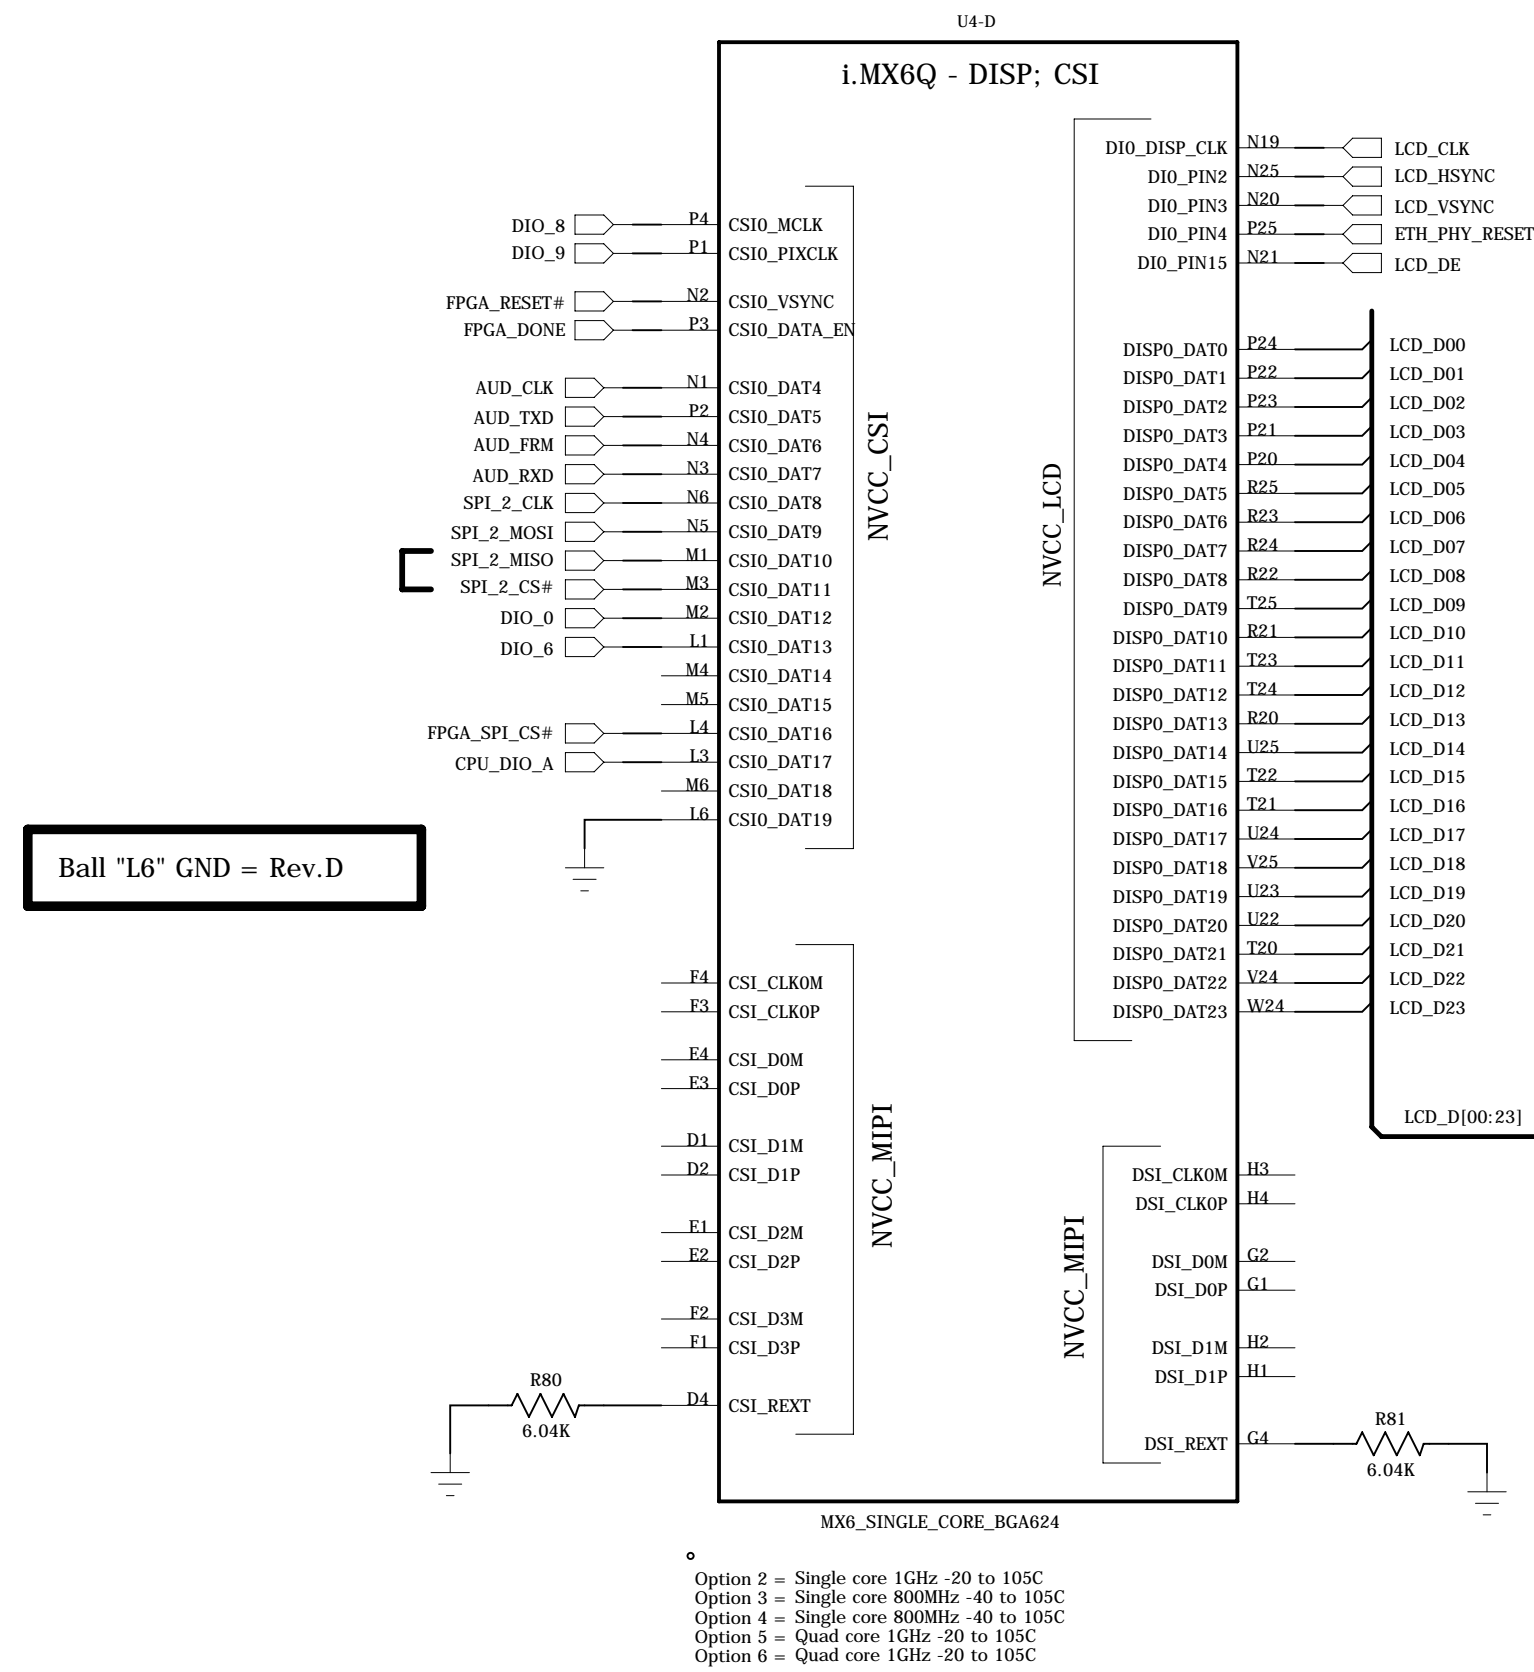 U4-D
i.MX6Q - DISP; CSI
DIO_8 P4 CSI0_MCLK
DIO_9 P1 CSI0_PIXCLK
FPGA_RESET# N2 CSI0_VSYNC
FPGA_DONE P3 CSI0_DATA_EN
AUD_CLK N1 CSI0_DAT4
AUD_TXD P2 CSI0_DAT5
AUD_FRM N4 CSI0_DAT6
AUD_RXD N3 CSI0_DAT7
SPI_2_CLK N6 CSI0_DAT8
SPI_2_MOSI N5 CSI0_DAT9
SPI_2_MISO M1 CSI0_DAT10
SPI_2_CS# M3 CSI0_DAT11
DIO_0 M2 CSI0_DAT12
DIO_6 L1 CSI0_DAT13
M4 CSI0_DAT14
M5 CSI0_DAT15
FPGA_SPI_CS# L4 CSI0_DAT16
CPU_DIO_A L3 CSI0_DAT17
M6 CSI0_DAT18
L6 CSI0_DAT19
NVCC_CSI
Ball "L6" GND = Rev.D
F4 CSI_CLK0M
F3 CSI_CLK0P
E4 CSI_D0M
E3 CSI_D0P
D1 CSI_D1M
D2 CSI_D1P
E1 CSI_D2M
E2 CSI_D2P
F2 CSI_D3M
F1 CSI_D3P
R80
6.04K
D4 CSI_REXT
NVCC_MIPI
DI0_DISP_CLK N19 LCD_CLK
DI0_PIN2 N25 LCD_HSYNC
DI0_PIN3 N20 LCD_VSYNC
DI0_PIN4 P25 ETH_PHY_RESET
DI0_PIN15 N21 LCD_DE
DISP0_DAT0 P24 LCD_D00
DISP0_DAT1 P22 LCD_D01
DISP0_DAT2 P23 LCD_D02
DISP0_DAT3 P21 LCD_D03
DISP0_DAT4 P20 LCD_D04
DISP0_DAT5 R25 LCD_D05
DISP0_DAT6 R23 LCD_D06
DISP0_DAT7 R24 LCD_D07
DISP0_DAT8 R22 LCD_D08
DISP0_DAT9 T25 LCD_D09
DISP0_DAT10 R21 LCD_D10
DISP0_DAT11 T23 LCD_D11
DISP0_DAT12 T24 LCD_D12
DISP0_DAT13 R20 LCD_D13
DISP0_DAT14 U25 LCD_D14
DISP0_DAT15 T22 LCD_D15
DISP0_DAT16 T21 LCD_D16
DISP0_DAT17 U24 LCD_D17
DISP0_DAT18 V25 LCD_D18
DISP0_DAT19 U23 LCD_D19
DISP0_DAT20 U22 LCD_D20
DISP0_DAT21 T20 LCD_D21
DISP0_DAT22 V24 LCD_D22
DISP0_DAT23 W24 LCD_D23
NVCC_LCD
LCD_D[00:23]
DSI_CLK0M H3
DSI_CLK0P H4
DSI_D0M G2
DSI_D0P G1
DSI_D1M H2
DSI_D1P H1
DSI_REXT G4
NVCC_MIPI
R81
6.04K
MX6_SINGLE_CORE_BGA624
Option 2 = Single core 1GHz -20 to 105C
Option 3 = Single core 800MHz -40 to 105C
Option 4 = Single core 800MHz -40 to 105C
Option 5 = Quad core 1GHz -20 to 105C
Option 6 = Quad core 1GHz -20 to 105C